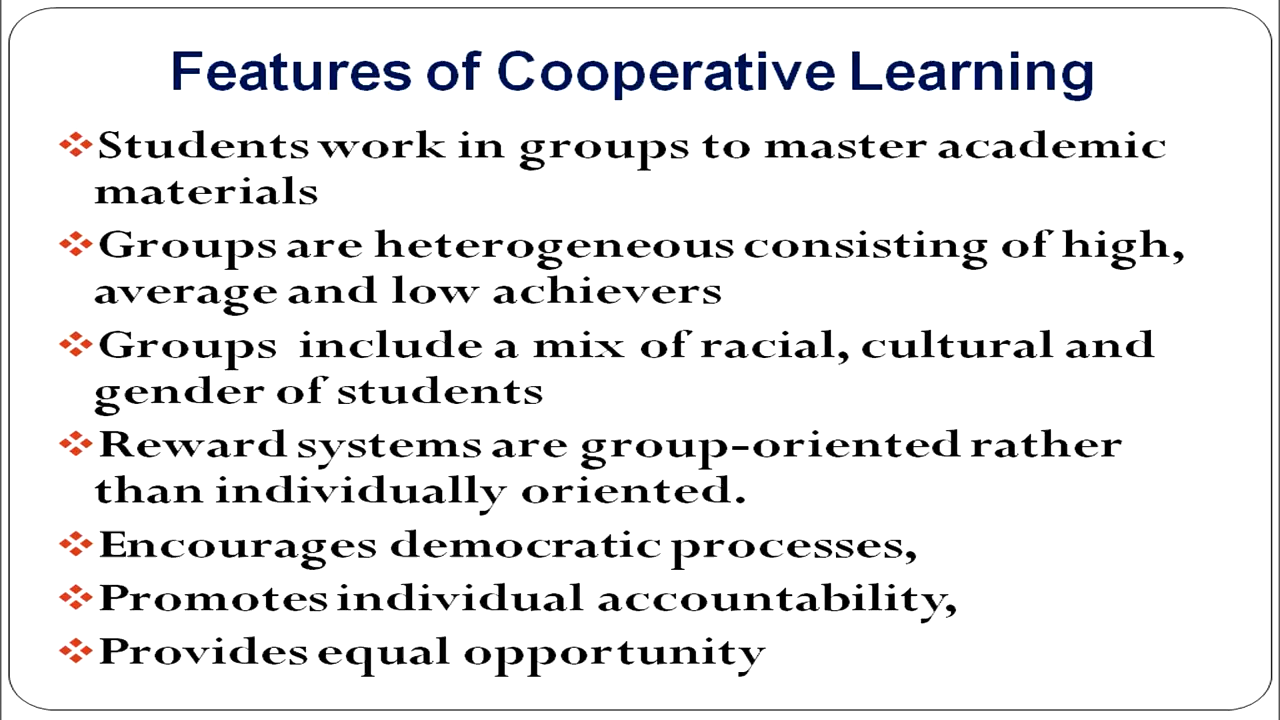 Features of Cooperative Learning
Students work in groups to master academic
materials
Groups are heterogeneous consisting of high,
average and low achievers
Groups include a mix of racial, cultural and
gender of students
Reward systems are group-oriented rather
than individually oriented.
Encourages democratic processes,
Promotes individual accountability,
Provides equal opportunity